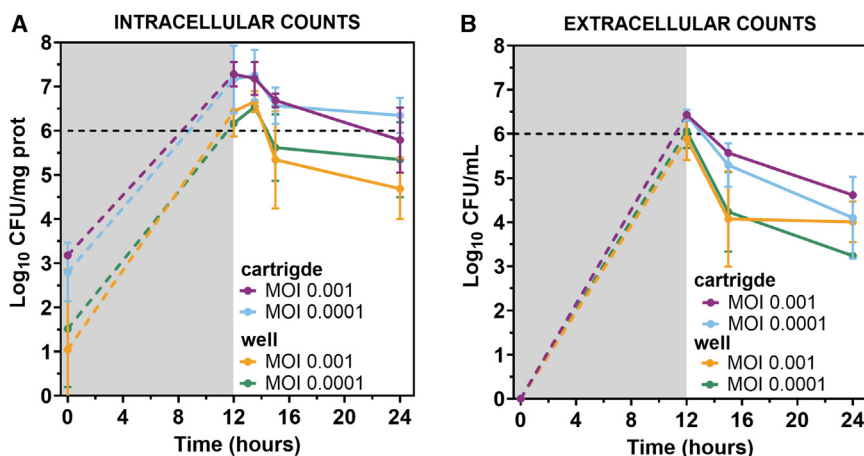 A
INTRACELLULAR COUNTS
Log10 CFU/mg prot
8
7
6
5
4
3
2
1
0
cartrigde
MOI 0.001
MOI 0.0001
well
MOI 0.001
MOI 0.0001
0 4 8 12 16 20 24
Time (hours)
B
EXTRACELLULAR COUNTS
Log10 CFU/mL
8
7
6
5
4
3
2
1
0
cartrigde
MOI 0.001
MOI 0.0001
well
MOI 0.001
MOI 0.0001
0 4 8 12 16 20 24
Time (hours)